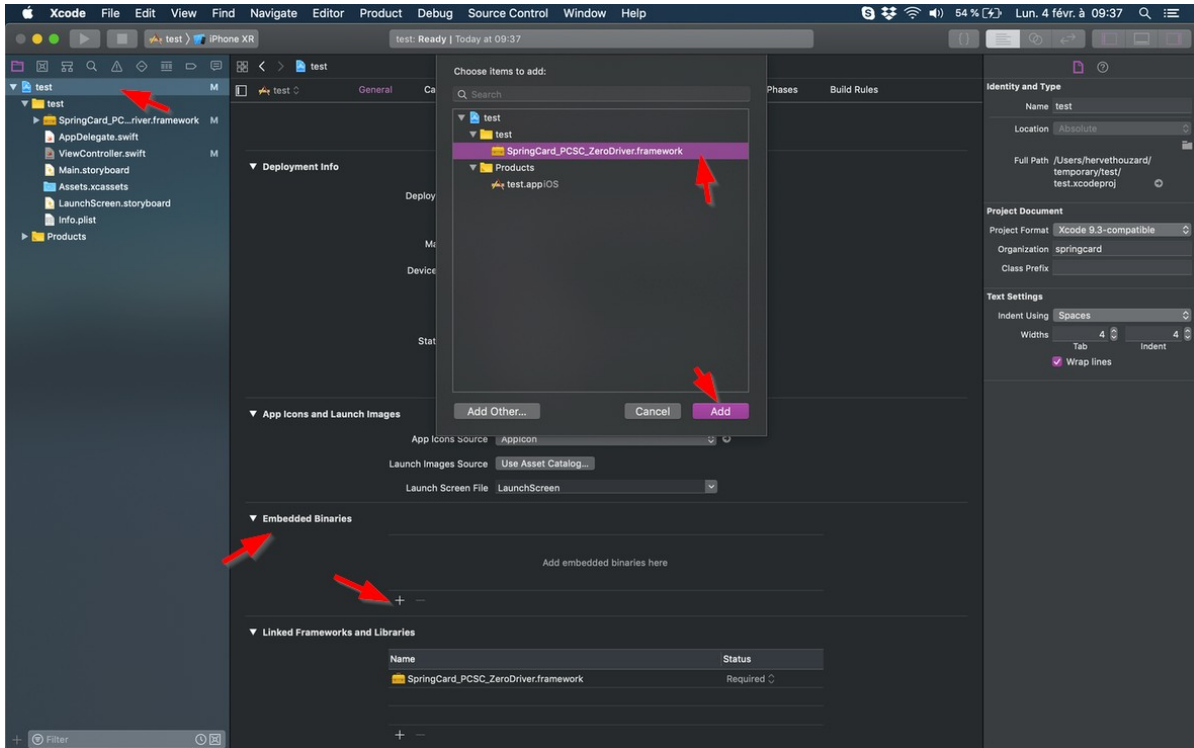 Xcode File Edit View Find Navigate Editor Product Debug Source Control Window Help 54 % Lun. 4 févr. à 09:37
test 〉 iPhone XR test: Ready | Today at 09:37
test
test M
test
SpringCard_PC...river.framework M
AppDelegate.swift
ViewController.swift M
Main.storyboard
Assets.xcassets
LaunchScreen.storyboard
Info.plist
Products
Filter
test General Ca Phases Build Rules
Deployment Info
Deploy
Ma
Device
Stat
Choose items to add:
Search
test
test
SpringCard_PCSC_ZeroDriver.framework
Products
test.app iOS
Add Other... Cancel Add
App Icons and Launch Images
App Icons Source AppIcon
Launch Images Source Use Asset Catalog...
Launch Screen File LaunchScreen
Embedded Binaries
Add embedded binaries here
+ −
Linked Frameworks and Libraries
Name Status
SpringCard_PCSC_ZeroDriver.framework Required
+ −
Identity and Type
Name test
Location Absolute
Full Path /Users/hervethouzard/
temporary/test/
test.xcodeproj
Project Document
Project Format Xcode 9.3-compatible
Organization springcard
Class Prefix
Text Settings
Indent Using Spaces
Widths 4 4
Tab Indent
Wrap lines